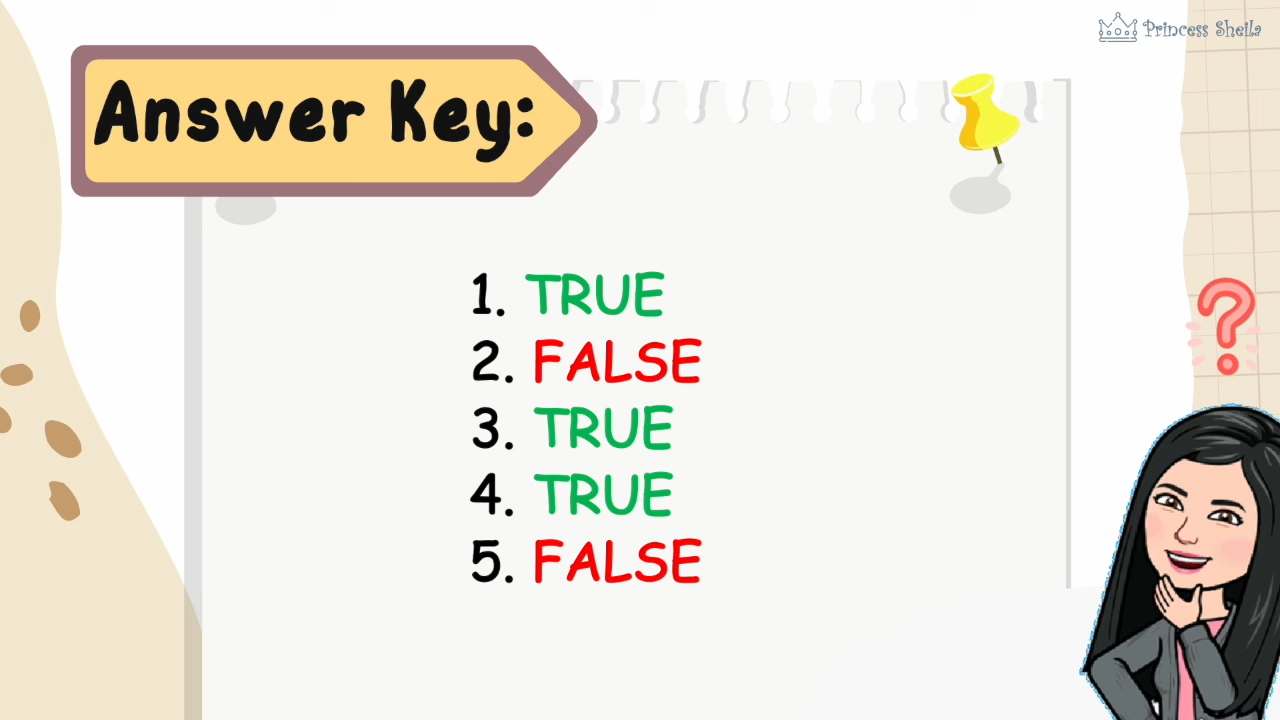 Princess Sheila
Answer Key:
1. TRUE
2. FALSE
3. TRUE
4. TRUE
5. FALSE